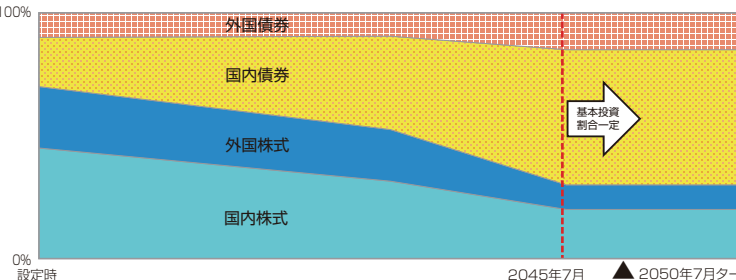 100%
外国債券
国内債券
基本投資
割合一定
外国株式
国内株式
0%
設定時
2045年7月
▲ 2050年7月ター